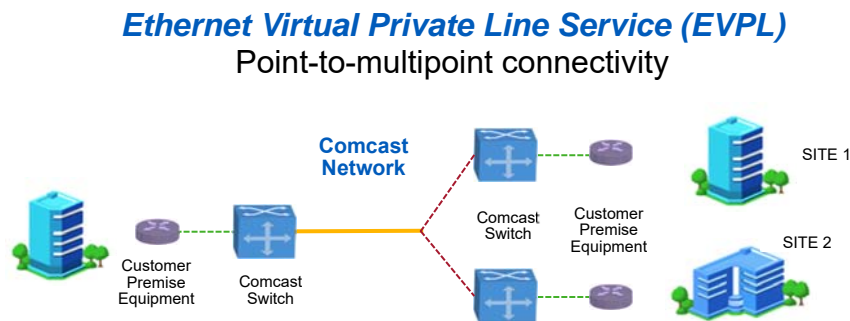 Ethernet Virtual Private Line Service (EVPL)
Point-to-multipoint connectivity
Comcast
Network
SITE 1
Comcast
Switch
Customer
Premise
Equipment
SITE 2
Customer
Premise
Equipment
Comcast
Switch